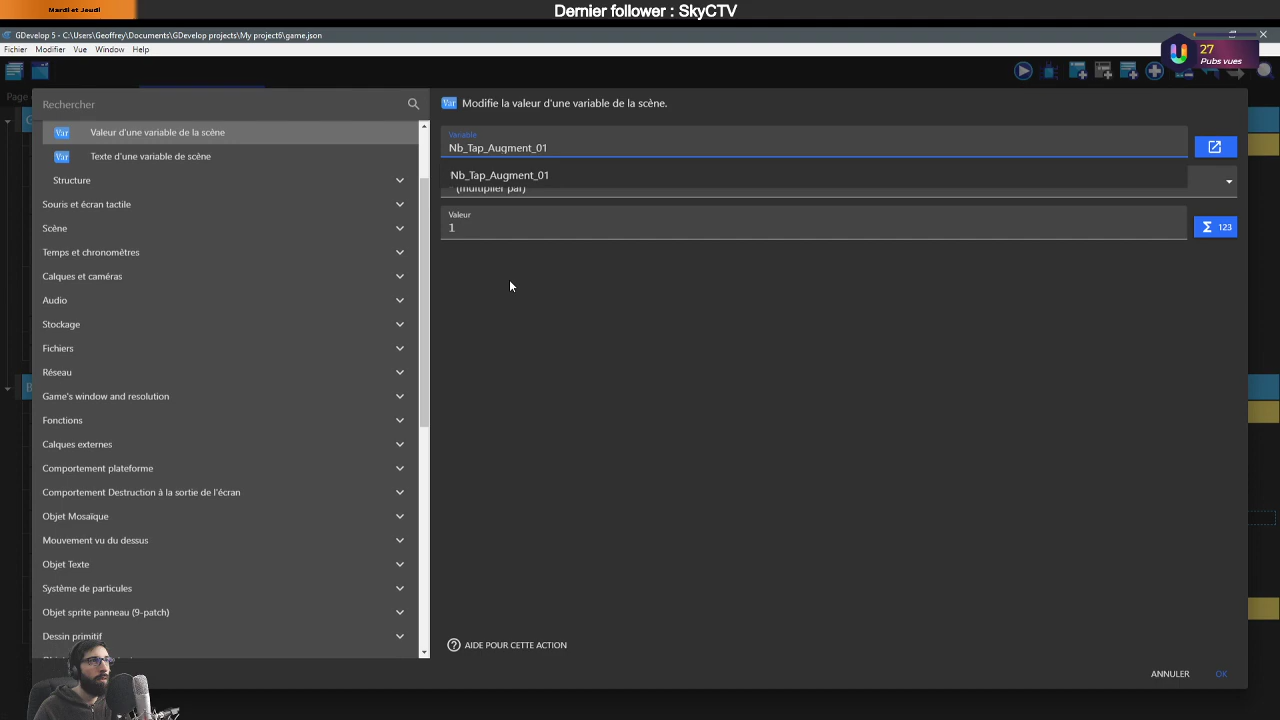 Mardi et Jeudi
Dernier follower : SkyCTV
GDevelop 5 - C:\Users\Geoffrey\Documents\GDevelop projects\My project6\game.json
Fichier Modifier Vue Window Help
27
Pubs vues
Page
Rechercher
Var Modifie la valeur d'une variable de la scène.
Var Valeur d'une variable de la scène
Variable
Nb_Tap_Augment_01
Var Texte d'une variable de scène
Nb_Tap_Augment_01
Structure
(multiplier par)
Souris et écran tactile
Scène
Valeur
1
Σ 123
Temps et chronomètres
Calques et caméras
Audio
Stockage
Fichiers
Réseau
Game's window and resolution
Fonctions
Calques externes
Comportement plateforme
Comportement Destruction à la sortie de l'écran
Objet Mosaïque
Mouvement vu du dessus
Objet Texte
Système de particules
Objet sprite panneau (9-patch)
Dessin primitif
? AIDE POUR CETTE ACTION
ANNULER OK